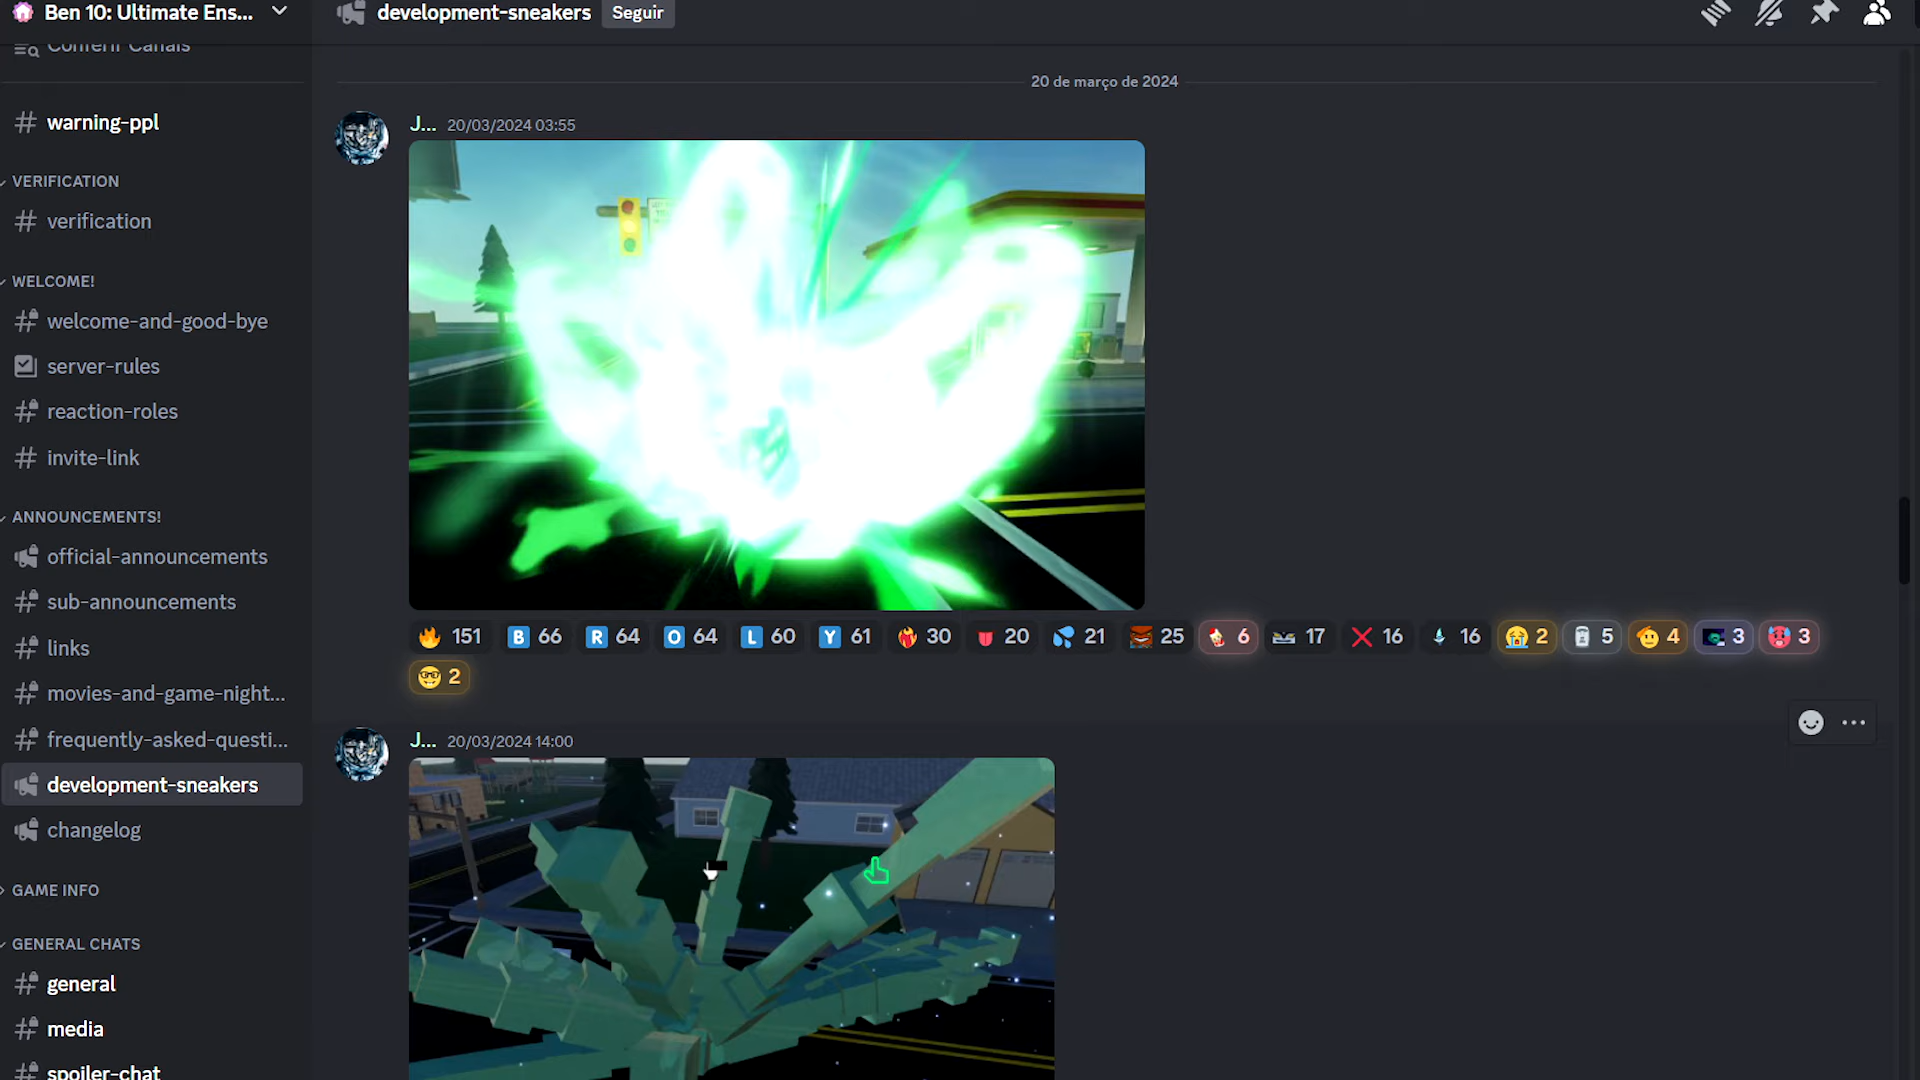 Ben 10: Ultimate Ens...
development-sneakers
Seguir
Conferir Canais
20 de março de 2024
warning-ppl
VERIFICATION
verification
WELCOME!
welcome-and-good-bye
server-rules
reaction-roles
invite-link
ANNOUNCEMENTS!
official-announcements
sub-announcements
links
movies-and-game-night...
frequently-asked-questi...
development-sneakers
changelog
GAME INFO
GENERAL CHATS
general
media
spoiler-chat
J... 20/03/2024 03:55
151 B 66 R 64 O 64 L 60 Y 61 30 20 21 25 6 17 16 16 2 5 4 3 3
2
J... 20/03/2024 14:00